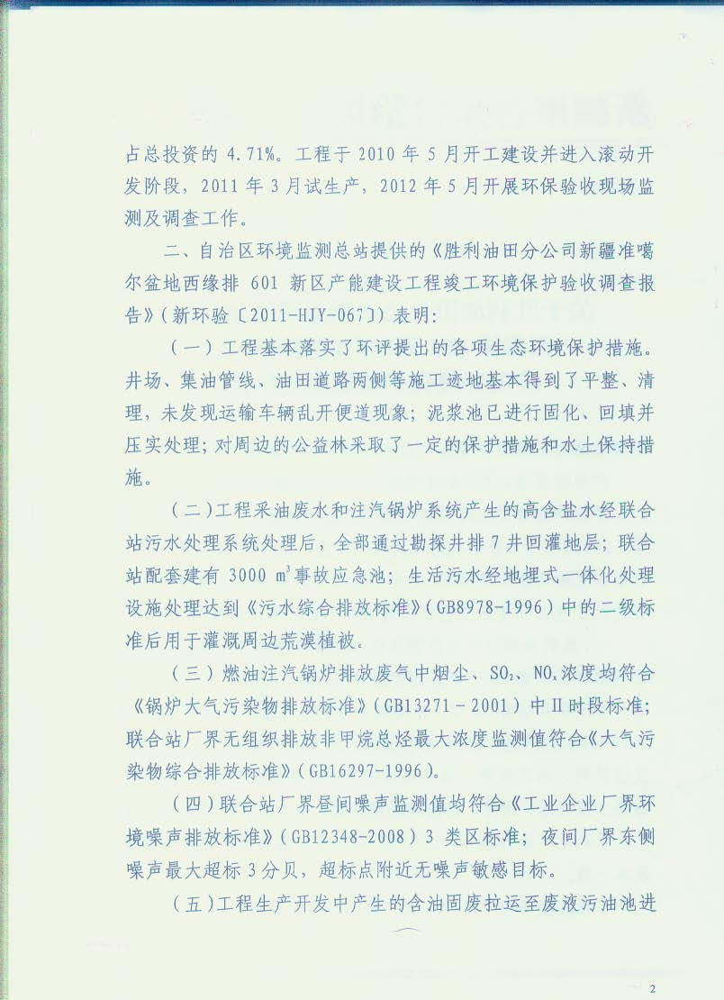 占总投资的 4.71%。工程于 2010 年 5 月开工建设并进入滚动开
发阶段，2011 年 3 月试生产，2012 年 5 月开展环保验收现场监
测及调查工作。
二、自治区环境监测总站提供的《胜利油田分公司新疆准噶
尔盆地西缘排 601 新区产能建设工程竣工环境保护验收调查报
告》（新环验〔2011-HJY-067〕）表明：
（一）工程基本落实了环评提出的各项生态环境保护措施。
井场、集油管线、油田道路两侧等施工迹地基本得到了平整、清
理，未发现运输车辆乱开便道现象；泥浆池已进行固化、回填并
压实处理；对周边的公益林采取了一定的保护措施和水土保持措
施。
（二）工程采油废水和注汽锅炉系统产生的高含盐水经联合
站污水处理系统处理后，全部通过勘探井排 7 井回灌地层；联合
站配套建有 3000 m³事故应急池；生活污水经地埋式一体化处理
设施处理达到《污水综合排放标准》（GB8978-1996）中的二级标
准后用于灌溉周边荒漠植被。
（三）燃油注汽锅炉排放废气中烟尘、SO₂、NOₓ浓度均符合
《锅炉大气污染物排放标准》（GB13271－2001）中Ⅱ时段标准；
联合站厂界无组织排放非甲烷总烃最大浓度监测值符合《大气污
染物综合排放标准》（GB16297-1996）。
（四）联合站厂界昼间噪声监测值均符合《工业企业厂界环
境噪声排放标准》（GB12348-2008）3 类区标准；夜间厂界东侧
噪声最大超标 3 分贝，超标点附近无噪声敏感目标。
（五）工程生产开发中产生的含油固废拉运至废液污油池进
2